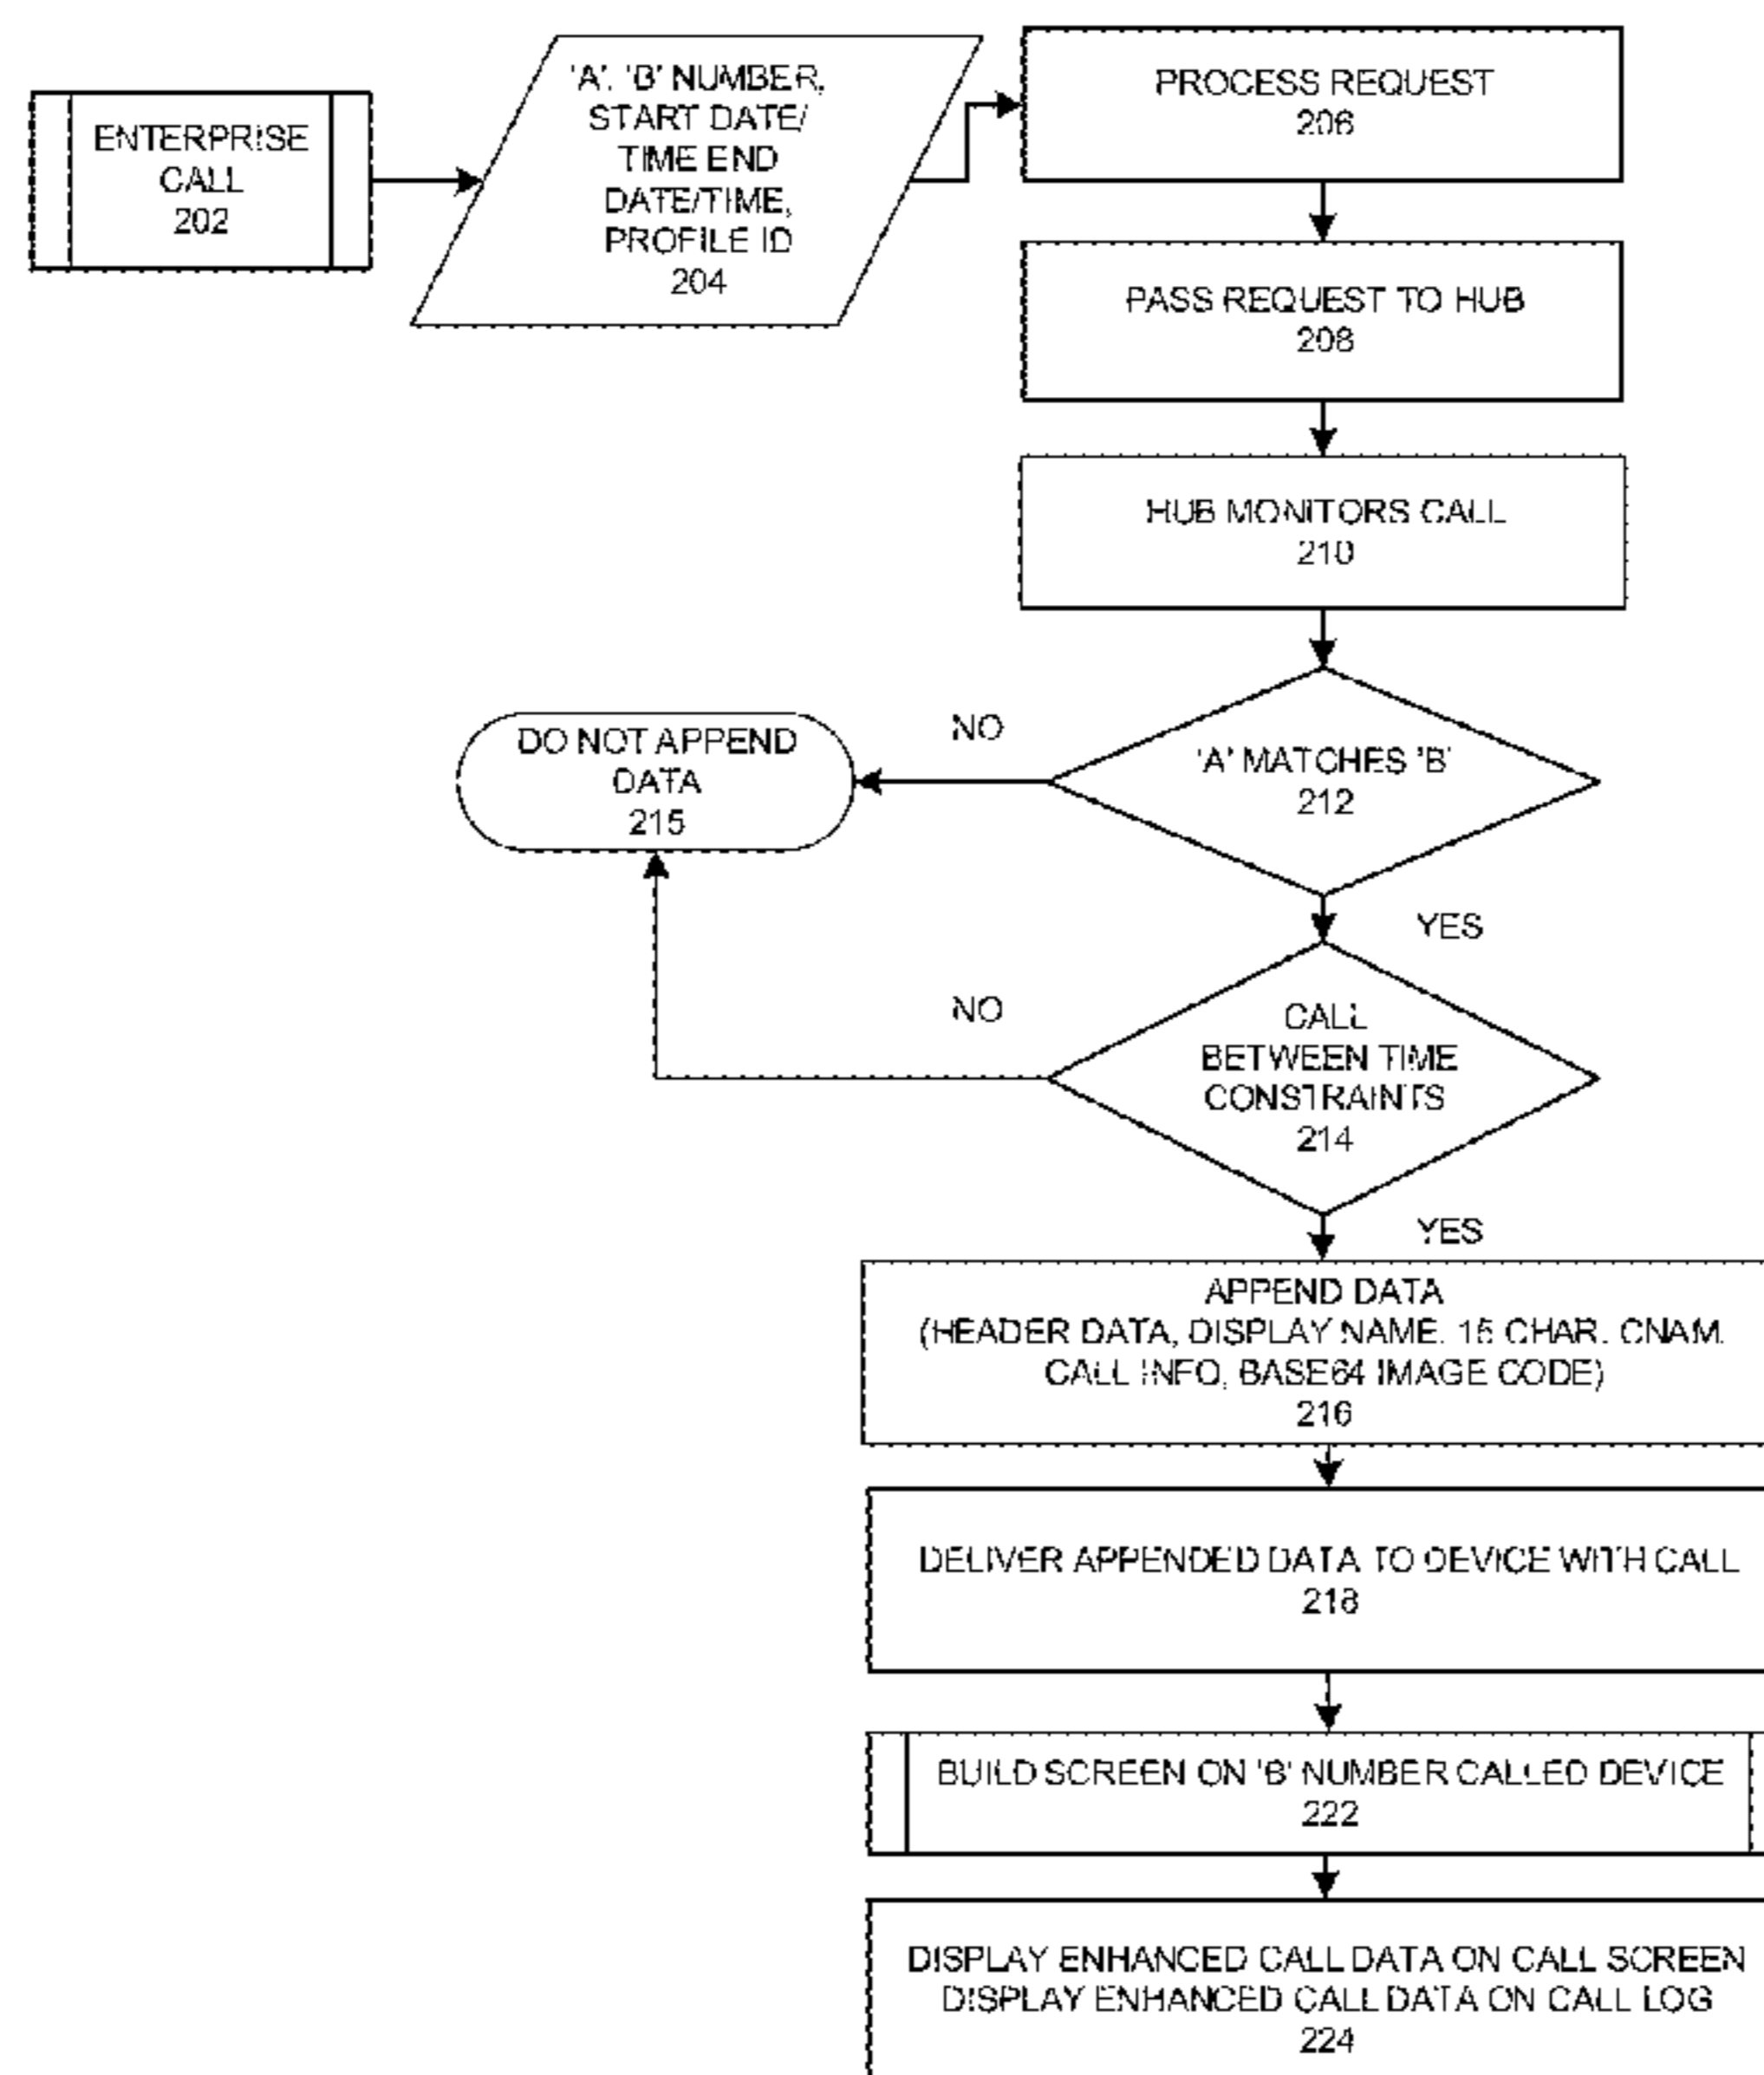 ENTERPRISE
CALL
202
'A', 'B' NUMBER,
START DATE/
TIME END
DATE/TIME,
PROFILE ID
204
PROCESS REQUEST
206
PASS REQUEST TO HUB
208
HUB MONITORS CALL
210
'A' MATCHES 'B'
212
NO
DO NOT APPEND
DATA
215
YES
CALL
BETWEEN TIME
CONSTRAINTS
214
NO
YES
APPEND DATA
(HEADER DATA, DISPLAY NAME, 15 CHAR. CNAM,
CALL INFO, BASE64 IMAGE CODE)
216
DELIVER APPENDED DATA TO DEVICE WITH CALL
218
BUILD SCREEN ON 'B' NUMBER CALLED DEVICE
222
DISPLAY ENHANCED CALL DATA ON CALL SCREEN
DISPLAY ENHANCED CALL DATA ON CALL LOG
224